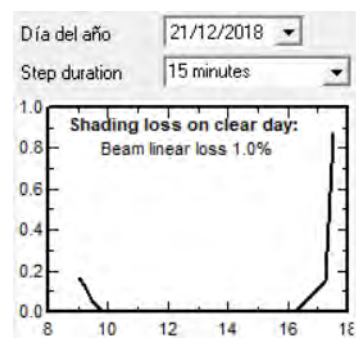 Día del año 21/12/2018
Step duration 15 minutes
1.0
Shading loss on clear day:
Beam linear loss 1.0%
0.8
0.6
0.4
0.2
0.0
8 10 12 14 16 18